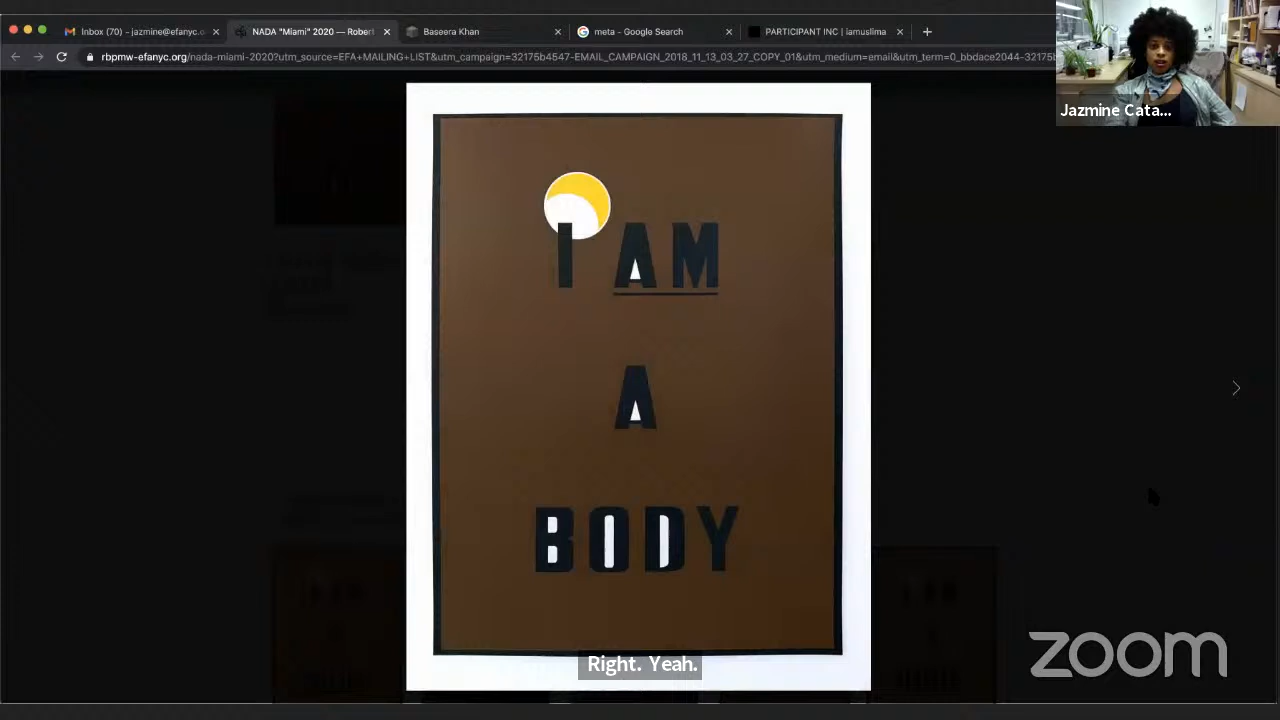 Inbox (70) - jazmine@efanyc.o
NADA "Miami" 2020 — Robert
Baseera Khan
meta - Google Search
PARTICIPANT INC | iamuslima
rbpmw-efanyc.org/nada-miami-2020?utm_source=EFA+MAILING+LIST&utm_campaign=32175b4547-EMAIL_CAMPAIGN_2018_11_13_03_27_COPY_01&utm_medium=email&utm_term=0_bbdace2044-32175b
Jazmine Cata...
I AM
A
BODY
Right. Yeah.
zoom